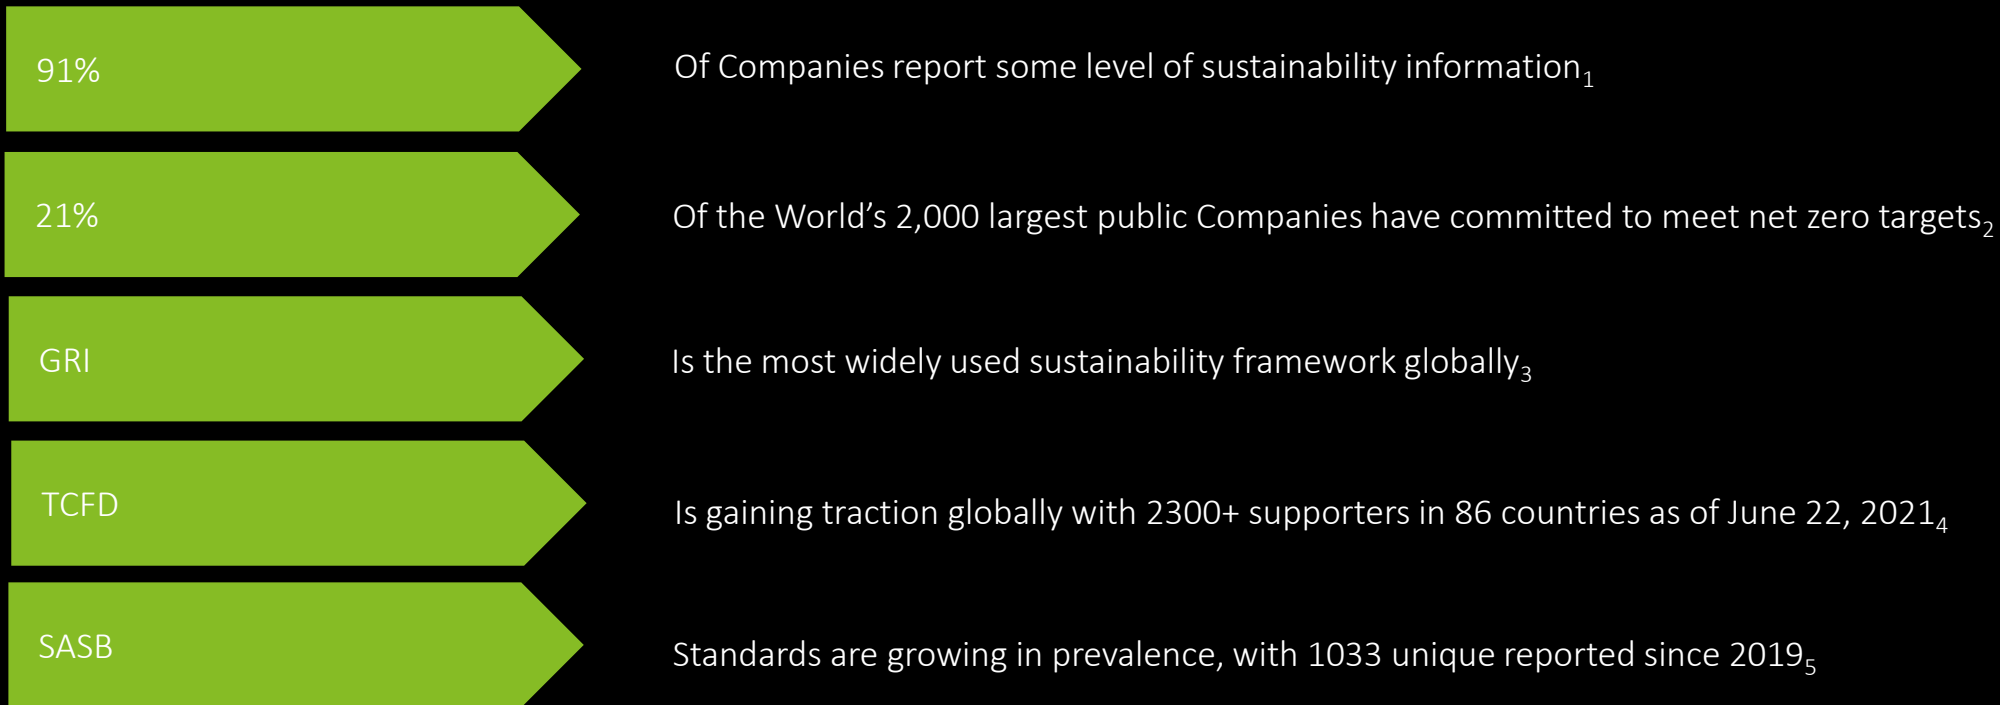 91%
Of Companies report some level of sustainability information1
21%
Of the World’s 2,000 largest public Companies have committed to meet net zero targets2
GRI
Is the most widely used sustainability framework globally3
TCFD
Is gaining traction globally with 2300+ supporters in 86 countries as of June 22, 20214
SASB
Standards are growing in prevalence, with 1033 unique reported since 20195